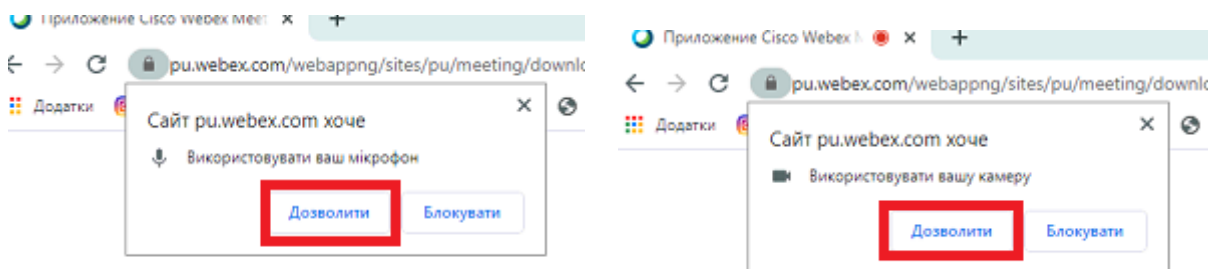 Приложение Cisco Webex Meet
pu.webex.com/webappng/sites/pu/meeting/downlo
Додатки
Сайт pu.webex.com хоче
Використовувати ваш мікрофон
Дозволити Блокувати
Приложение Cisco Webex M
pu.webex.com/webappng/sites/pu/meeting/downlo
Додатки
Сайт pu.webex.com хоче
Використовувати вашу камеру
Дозволити Блокувати